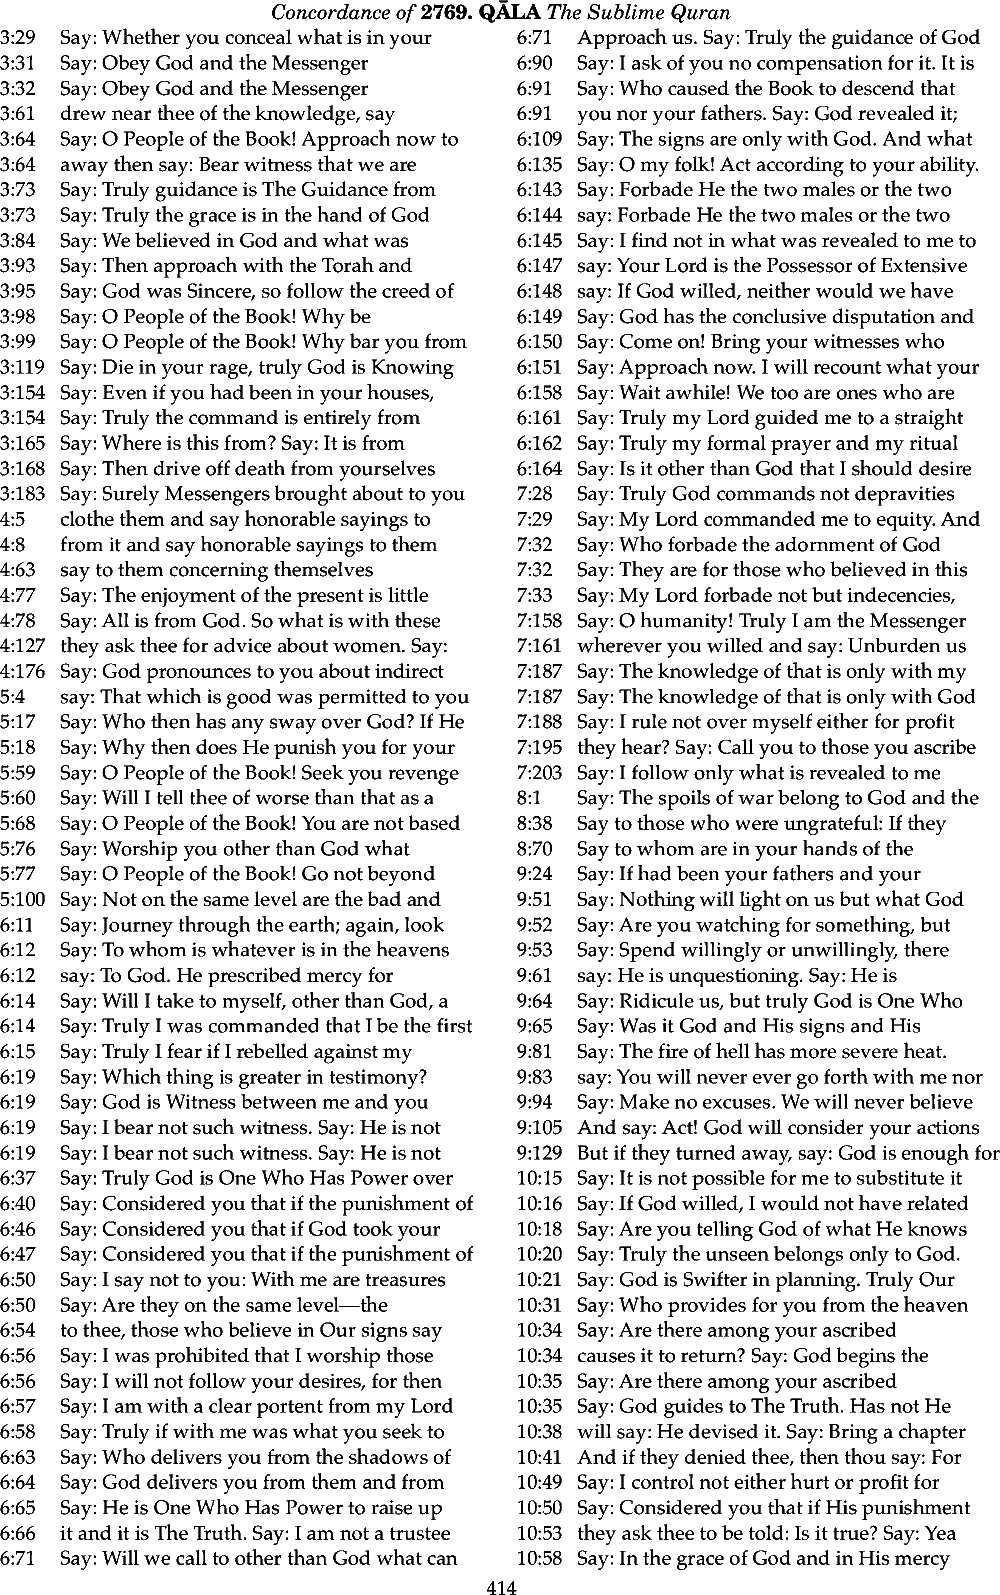 Concordance of 2769. QĀLA The Sublime Quran
3:29 Say: Whether you conceal what is in your
3:31 Say: Obey God and the Messenger
3:32 Say: Obey God and the Messenger
3:61 drew near thee of the knowledge, say
3:64 Say: O People of the Book! Approach now to
3:64 away then say: Bear witness that we are
3:73 Say: Truly guidance is The Guidance from
3:73 Say: Truly the grace is in the hand of God
3:84 Say: We believed in God and what was
3:93 Say: Then approach with the Torah and
3:95 Say: God was Sincere, so follow the creed of
3:98 Say: O People of the Book! Why be
3:99 Say: O People of the Book! Why bar you from
3:119 Say: Die in your rage, truly God is Knowing
3:154 Say: Even if you had been in your houses,
3:154 Say: Truly the command is entirely from
3:165 Say: Where is this from? Say: It is from
3:168 Say: Then drive off death from yourselves
3:183 Say: Surely Messengers brought about to you
4:5 clothe them and say honorable sayings to
4:8 from it and say honorable sayings to them
4:63 say to them concerning themselves
4:77 Say: The enjoyment of the present is little
4:78 Say: All is from God. So what is with these
4:127 they ask thee for advice about women. Say:
4:176 Say: God pronounces to you about indirect
5:4 say: That which is good was permitted to you
5:17 Say: Who then has any sway over God? If He
5:18 Say: Why then does He punish you for your
5:59 Say: O People of the Book! Seek you revenge
5:60 Say: Will I tell thee of worse than that as a
5:68 Say: O People of the Book! You are not based
5:76 Say: Worship you other than God what
5:77 Say: O People of the Book! Go not beyond
5:100 Say: Not on the same level are the bad and
6:11 Say: Journey through the earth; again, look
6:12 Say: To whom is whatever is in the heavens
6:12 say: To God. He prescribed mercy for
6:14 Say: Will I take to myself, other than God, a
6:14 Say: Truly I was commanded that I be the first
6:15 Say: Truly I fear if I rebelled against my
6:19 Say: Which thing is greater in testimony?
6:19 Say: God is Witness between me and you
6:19 Say: I bear not such witness. Say: He is not
6:19 Say: I bear not such witness. Say: He is not
6:37 Say: Truly God is One Who Has Power over
6:40 Say: Considered you that if the punishment of
6:46 Say: Considered you that if God took your
6:47 Say: Considered you that if the punishment of
6:50 Say: I say not to you: With me are treasures
6:50 Say: Are they on the same level—the
6:54 to thee, those who believe in Our signs say
6:56 Say: I was prohibited that I worship those
6:56 Say: I will not follow your desires, for then
6:57 Say: I am with a clear portent from my Lord
6:58 Say: Truly if with me was what you seek to
6:63 Say: Who delivers you from the shadows of
6:64 Say: God delivers you from them and from
6:65 Say: He is One Who Has Power to raise up
6:66 it and it is The Truth. Say: I am not a trustee
6:71 Say: Will we call to other than God what can
6:71 Approach us. Say: Truly the guidance of God
6:90 Say: I ask of you no compensation for it. It is
6:91 Say: Who caused the Book to descend that
6:91 you nor your fathers. Say: God revealed it;
6:109 Say: The signs are only with God. And what
6:135 Say: O my folk! Act according to your ability.
6:143 Say: Forbade He the two males or the two
6:144 say: Forbade He the two males or the two
6:145 Say: I find not in what was revealed to me to
6:147 say: Your Lord is the Possessor of Extensive
6:148 say: If God willed, neither would we have
6:149 Say: God has the conclusive disputation and
6:150 Say: Come on! Bring your witnesses who
6:151 Say: Approach now. I will recount what your
6:158 Say: Wait awhile! We too are ones who are
6:161 Say: Truly my Lord guided me to a straight
6:162 Say: Truly my formal prayer and my ritual
6:164 Say: Is it other than God that I should desire
7:28 Say: Truly God commands not depravities
7:29 Say: My Lord commanded me to equity. And
7:32 Say: Who forbade the adornment of God
7:32 Say: They are for those who believed in this
7:33 Say: My Lord forbade not but indecencies,
7:158 Say: O humanity! Truly I am the Messenger
7:161 wherever you willed and say: Unburden us
7:187 Say: The knowledge of that is only with my
7:187 Say: The knowledge of that is only with God
7:188 Say: I rule not over myself either for profit
7:195 they hear? Say: Call you to those you ascribe
7:203 Say: I follow only what is revealed to me
8:1 Say: The spoils of war belong to God and the
8:38 Say to those who were ungrateful: If they
8:70 Say to whom are in your hands of the
9:24 Say: If had been your fathers and your
9:51 Say: Nothing will light on us but what God
9:52 Say: Are you watching for something, but
9:53 Say: Spend willingly or unwillingly, there
9:61 say: He is unquestioning. Say: He is
9:64 Say: Ridicule us, but truly God is One Who
9:65 Say: Was it God and His signs and His
9:81 Say: The fire of hell has more severe heat.
9:83 say: You will never ever go forth with me nor
9:94 Say: Make no excuses. We will never believe
9:105 And say: Act! God will consider your actions
9:129 But if they turned away, say: God is enough for
10:15 Say: It is not possible for me to substitute it
10:16 Say: If God willed, I would not have related
10:18 Say: Are you telling God of what He knows
10:20 Say: Truly the unseen belongs only to God.
10:21 Say: God is Swifter in planning. Truly Our
10:31 Say: Who provides for you from the heaven
10:34 Say: Are there among your ascribed
10:34 causes it to return? Say: God begins the
10:35 Say: Are there among your ascribed
10:35 Say: God guides to The Truth. Has not He
10:38 will say: He devised it. Say: Bring a chapter
10:41 And if they denied thee, then thou say: For
10:49 Say: I control not either hurt or profit for
10:50 Say: Considered you that if His punishment
10:53 they ask thee to be told: Is it true? Say: Yea
10:58 Say: In the grace of God and in His mercy
414